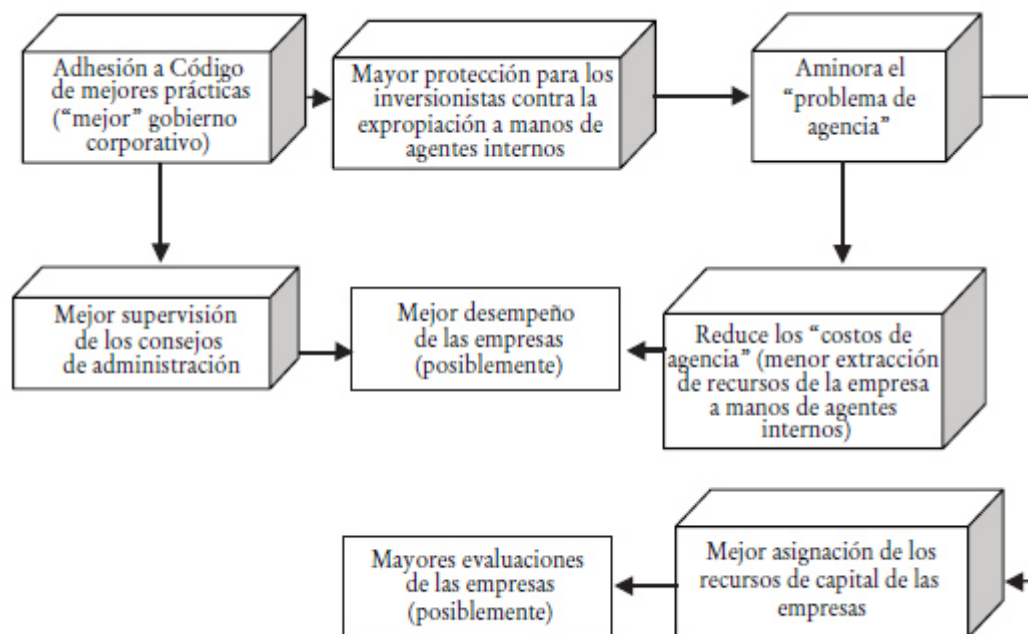 Adhesión a Código
de mejores prácticas
(“mejor” gobierno
corporativo)
Mayor protección para los
inversionistas contra la
expropiación a manos de
agentes internos
Aminora el
“problema de
agencia”
Mejor supervisión
de los consejos
de administración
Mejor desempeño
de las empresas
(posiblemente)
Reduce los “costos de
agencia” (menor extracción
de recursos de la empresa
a manos de agentes
internos)
Mayores evaluaciones
de las empresas
(posiblemente)
Mejor asignación de los
recursos de capital de las
empresas